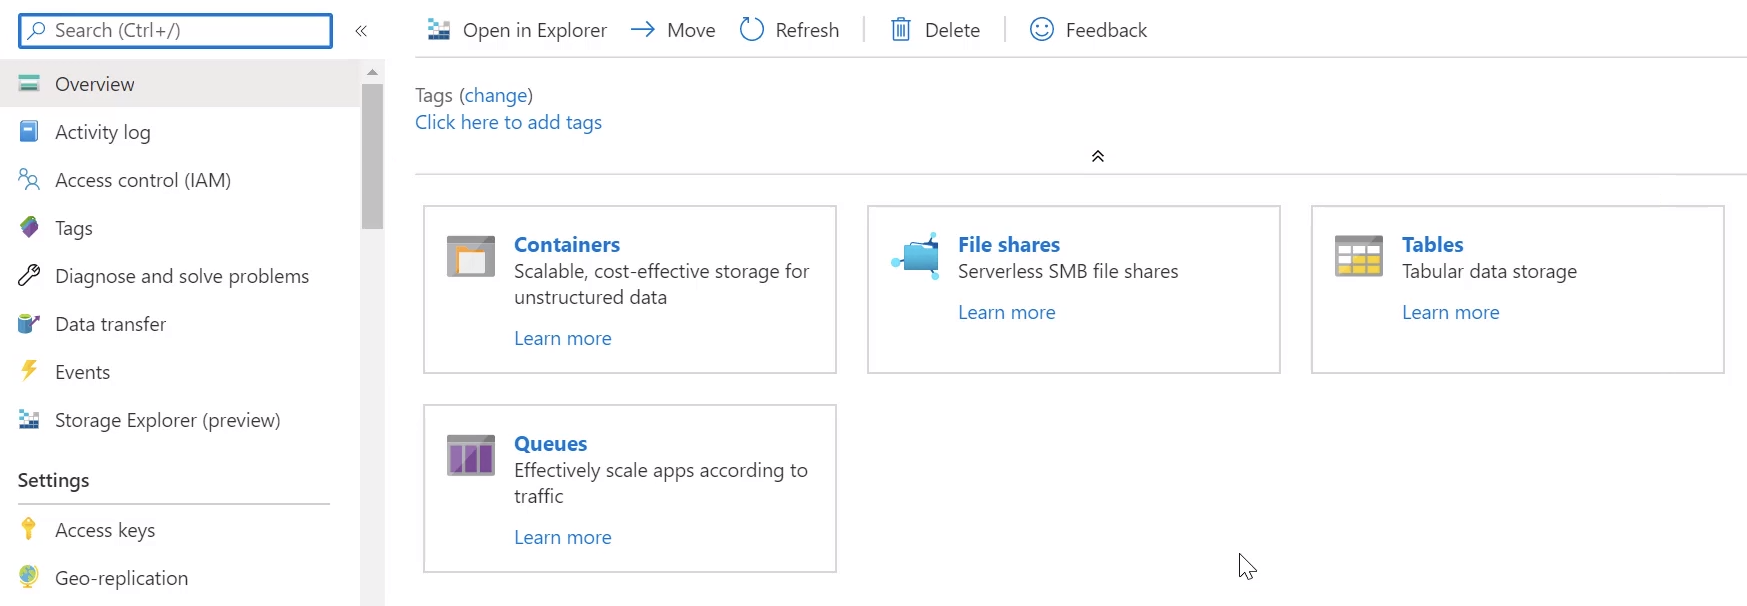 Search (Ctrl+/)
Overview
Activity log
Access control (IAM)
Tags
Diagnose and solve problems
Data transfer
Events
Storage Explorer (preview)
Settings
Access keys
Geo-replication
Open in Explorer
Move
Refresh
Delete
Feedback
Tags (change)
Click here to add tags
Containers
Scalable, cost-effective storage for
unstructured data
Learn more
File shares
Serverless SMB file shares
Learn more
Tables
Tabular data storage
Learn more
Queues
Effectively scale apps according to
traffic
Learn more